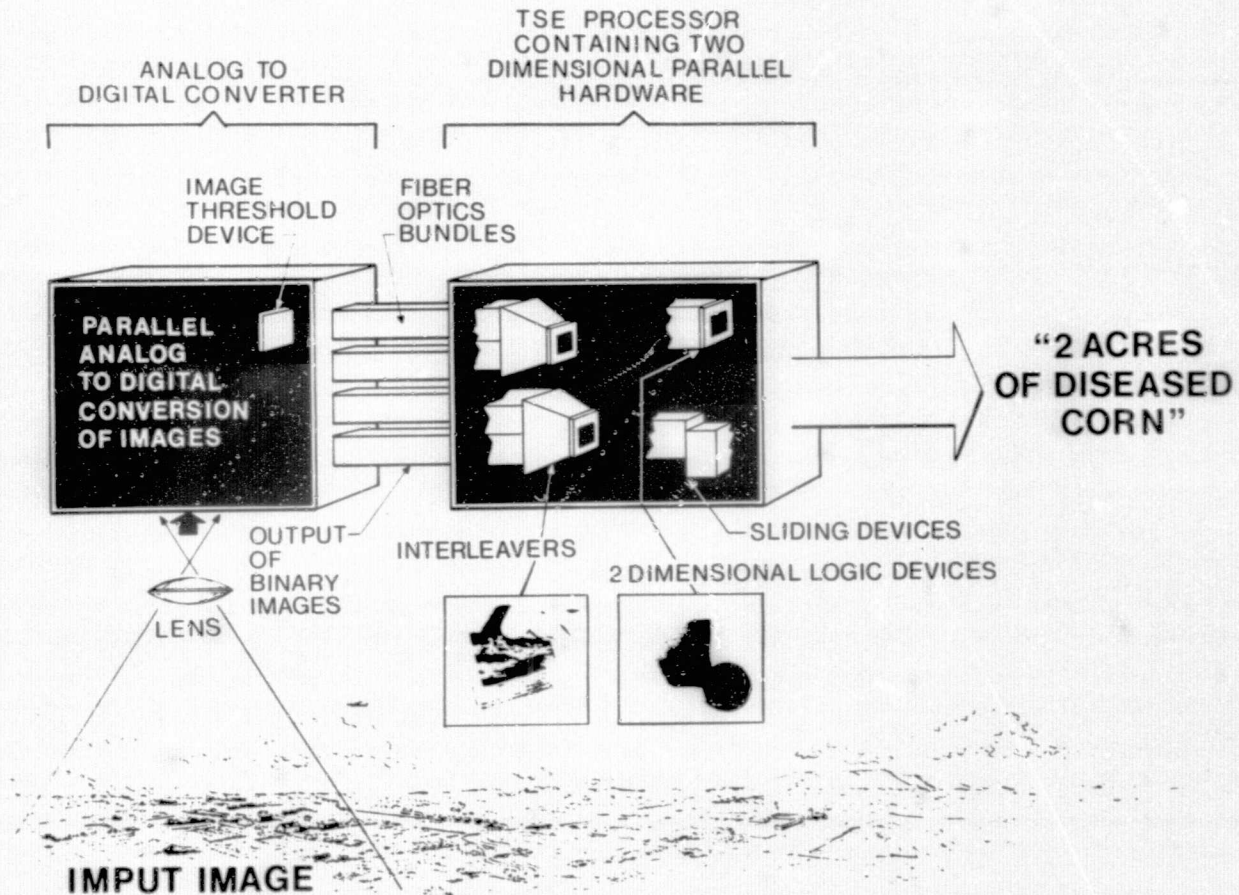 TSE PROCESSOR
CONTAINING TWO
DIMENSIONAL PARALLEL
HARDWARE
ANALOG TO
DIGITAL CONVERTER
IMAGE
THRESHOLD
DEVICE
FIBER
OPTICS
BUNDLES
PARALLEL
ANALOG
TO DIGITAL
CONVERSION
OF IMAGES
“2 ACRES
OF DISEASED
CORN”
OUTPUT
OF
BINARY
IMAGES
INTERLEAVERS
SLIDING DEVICES
2 DIMENSIONAL LOGIC DEVICES
LENS
IMPUT IMAGE